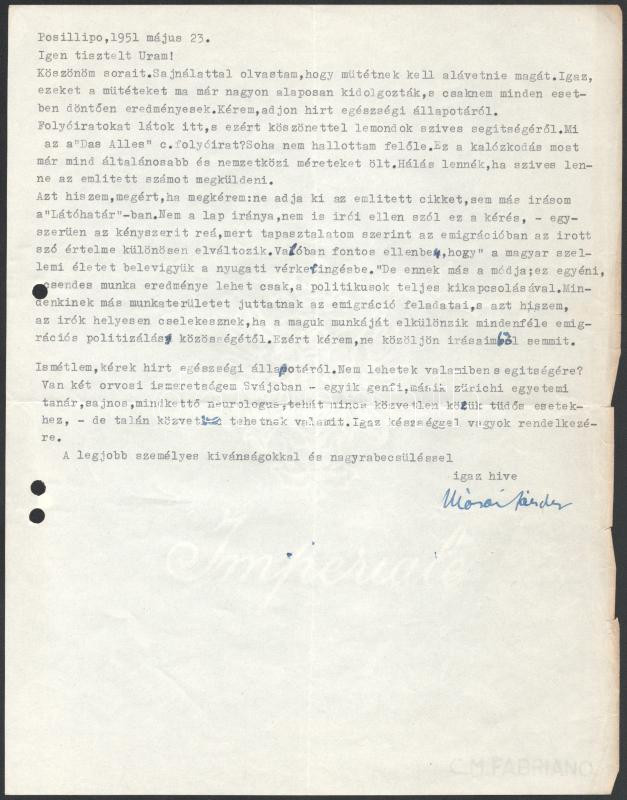 Posillipo,1951 május 23.
Igen tisztelt Uram!
Köszönöm sorait.Sajnálattal olvastam,hogy mütétnek kell alávetnie magát.Igaz,
ezeket a mütéteket ma már nagyon alaposan kidolgozták,s csaknem minden eset-
ben döntően eredményesek.Kérem,adjon hirt egészségi állapotáról.
Folyóiratokat látok itt,s ezért köszönettel lemondok szives segitségéről.Mi
az a"Das Alles" c.folyóirat?Soha nem hallottam felőle.Ez a kalózkodás most
már mind általánosabb és nemzetközi méreteket ölt.Hálás lennék,ha szives len-
ne az emlitett számot megküldeni.
Azt hiszem,megért,ha megkérem:ne adja ki az emlitett cikket,sem más irásom
a"Látóhatár"-ban.Nem a lap iránya,nem is irói ellen szól ez a kérés, - egy-
szerüen az kényszerit reá,mert tapasztalatom szerint az emigrációban az irott
szó értelme különösen elváltozik.Valóban fontos ellenben,hogy" a magyar szel-
lemi életet belevigyük a nyugati vérkeringésbe."De ennek más a módja;ez egyéni,
csendes munka eredménye lehet csak,a politikusok teljes kikapcsolásával.Min-
denkinek más munkaterületet juttatnak az emigráció feladatai,s azt hiszem,
az irók helyesen cselekesznek,ha a maguk munkáját elkülönzik mindenféle emig-
rációs politizálás közösségétől.Ezért kérem,ne közöljön irásaimból semmit.
Ismétlem,kérek hirt egészségi állapotáról.Nem lehetek valamiben segitségére?
Van két orvosi ismeretségem Svájcban - egyik genfi,másik zürichi egyetemi
tanár,sajnos,mindkettő neurologus,tehát nincs közvetlen közük tüdős esetek-
hez, - de talán közvetve tehetnek valamit.Igaz készséggel vagyok rendelkezé-
re.
A legjobb személyes kivánságokkal és nagyrabecsüléssel
igaz hive
Márai Sándor
Imperiale
C.M.FABRIANO